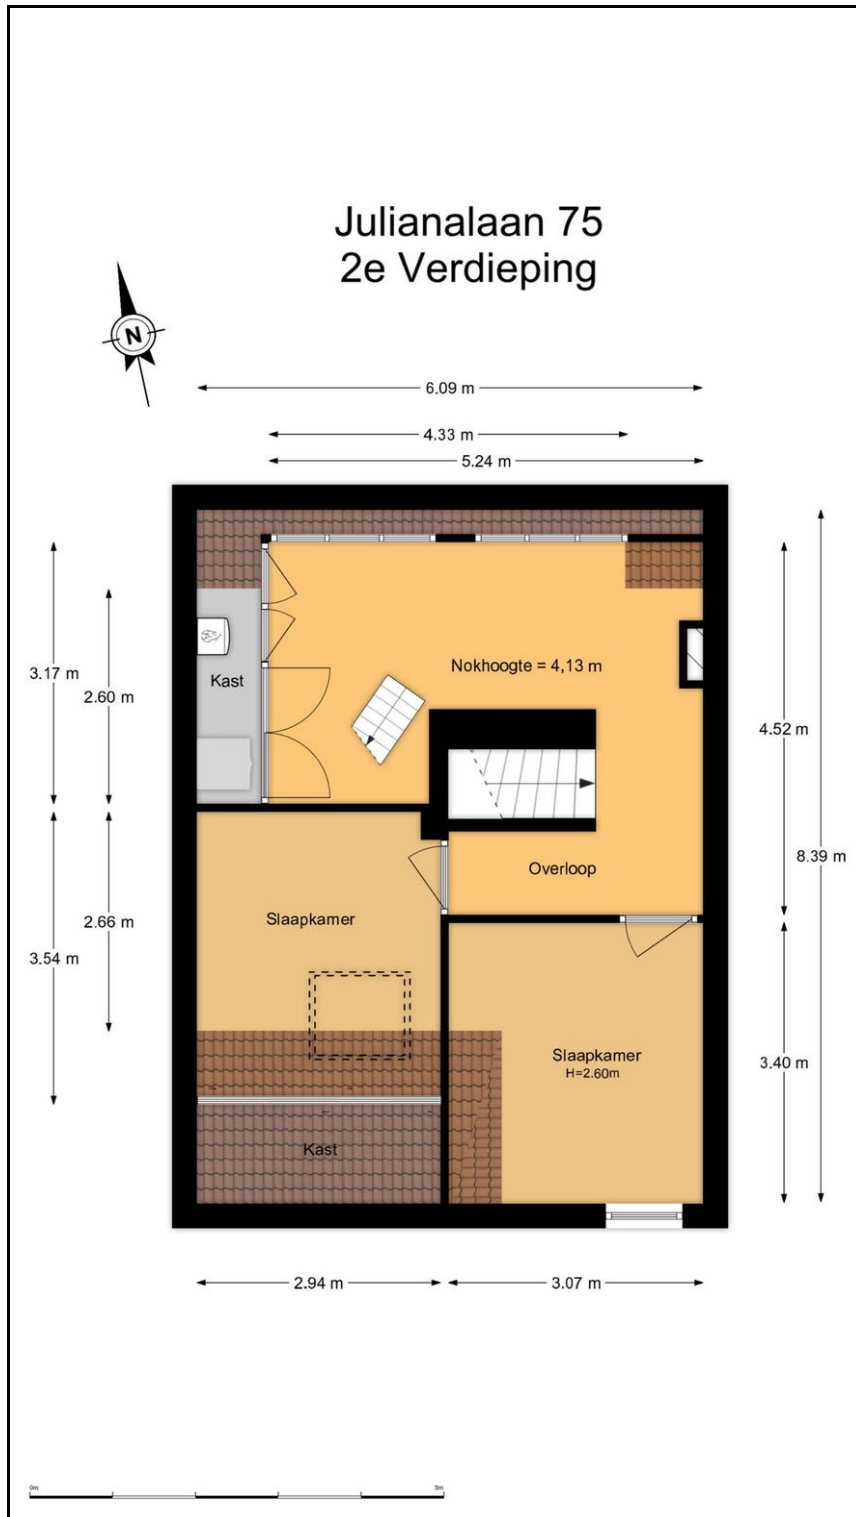 Julianalaan 75
2e Verdieping
N
6.09 m
4.33 m
5.24 m
Nokhoogte = 4,13 m
Kast
3.17 m
2.60 m
4.52 m
8.39 m
Overloop
Slaapkamer
2.66 m
3.54 m
Slaapkamer
H=2.60m
3.40 m
Kast
2.94 m
3.07 m
0m
5m